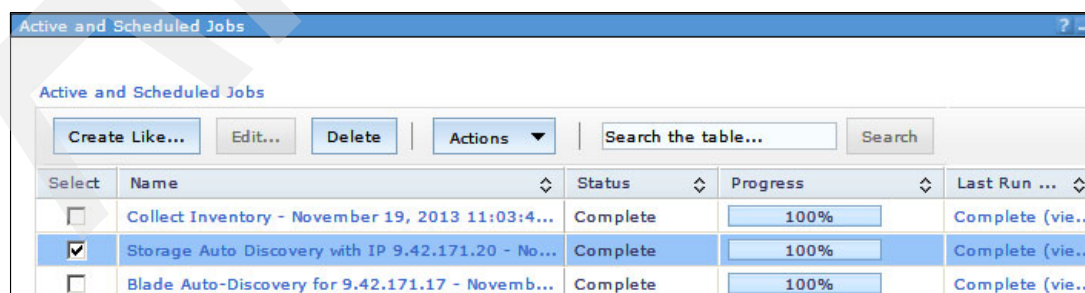 Active and Scheduled Jobs ?
Active and Scheduled Jobs
Create Like... Edit... Delete Actions Search the table... Search
Select Name Status Progress Last Run ...
Collect Inventory - November 19, 2013 11:03:4... Complete 100% Complete (vie...
Storage Auto Discovery with IP 9.42.171.20 - No... Complete 100% Complete (vie...
Blade Auto-Discovery for 9.42.171.17 - Novemb... Complete 100% Complete (vie...